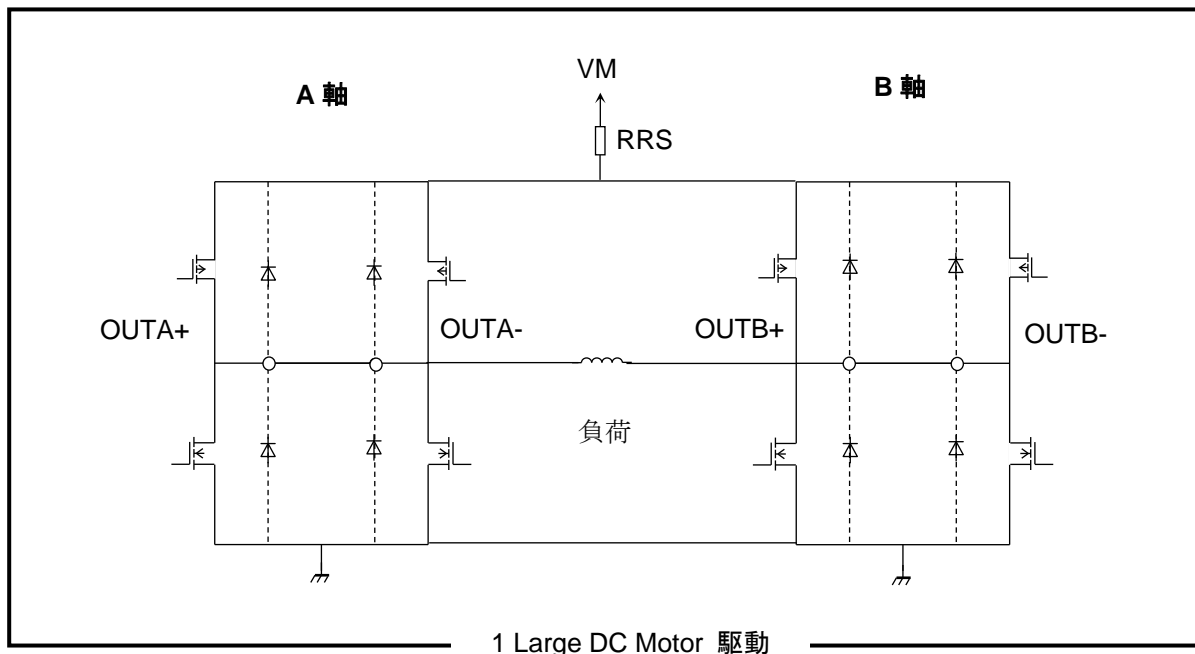 VM
A 軸
B 軸
RRS
OUTA+
OUTA-
OUTB+
OUTB-
負荷
1 Large DC Motor 駆動